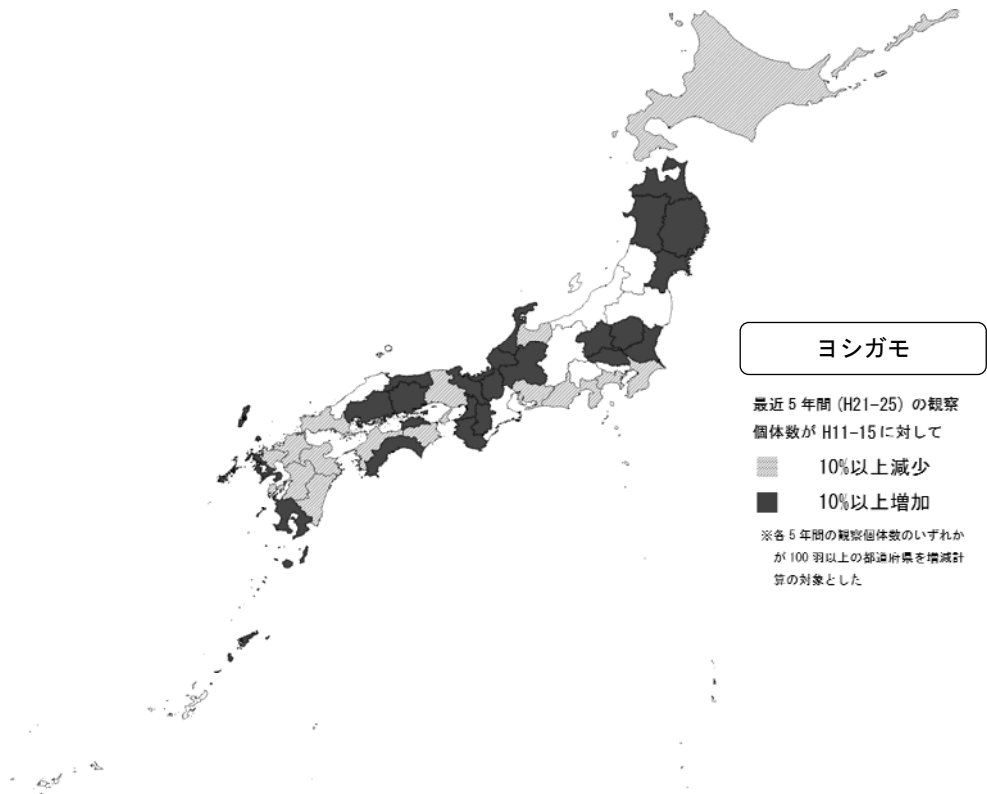 ヨシガモ
最近5年間(H21-25)の観察
個体数がH11-15に対して
10%以上減少
10%以上増加
※各5年間の観察個体数のいずれか
が100羽以上の都道府県を増減計
算の対象とした